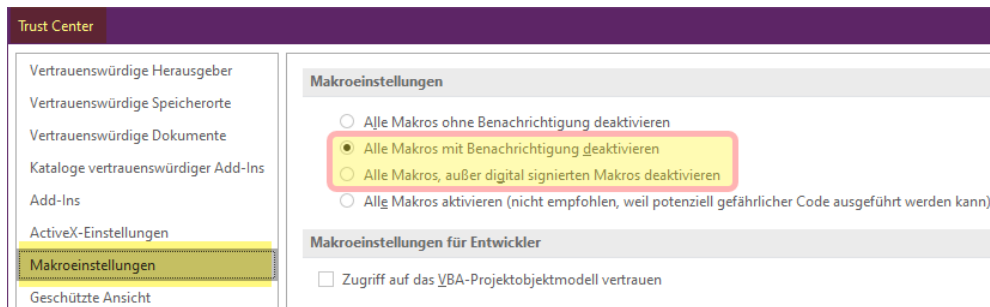 Trust Center
Vertrauenswürdige Herausgeber
Vertrauenswürdige Speicherorte
Vertrauenswürdige Dokumente
Kataloge vertrauenswürdiger Add-Ins
Add-Ins
ActiveX-Einstellungen
Makroeinstellungen
Geschützte Ansicht
Makroeinstellungen
Alle Makros ohne Benachrichtigung deaktivieren
Alle Makros mit Benachrichtigung deaktivieren
Alle Makros, außer digital signierten Makros deaktivieren
Alle Makros aktivieren (nicht empfohlen, weil potenziell gefährlicher Code ausgeführt werden kann)
Makroeinstellungen für Entwickler
Zugriff auf das VBA-Projektobjektmodell vertrauen